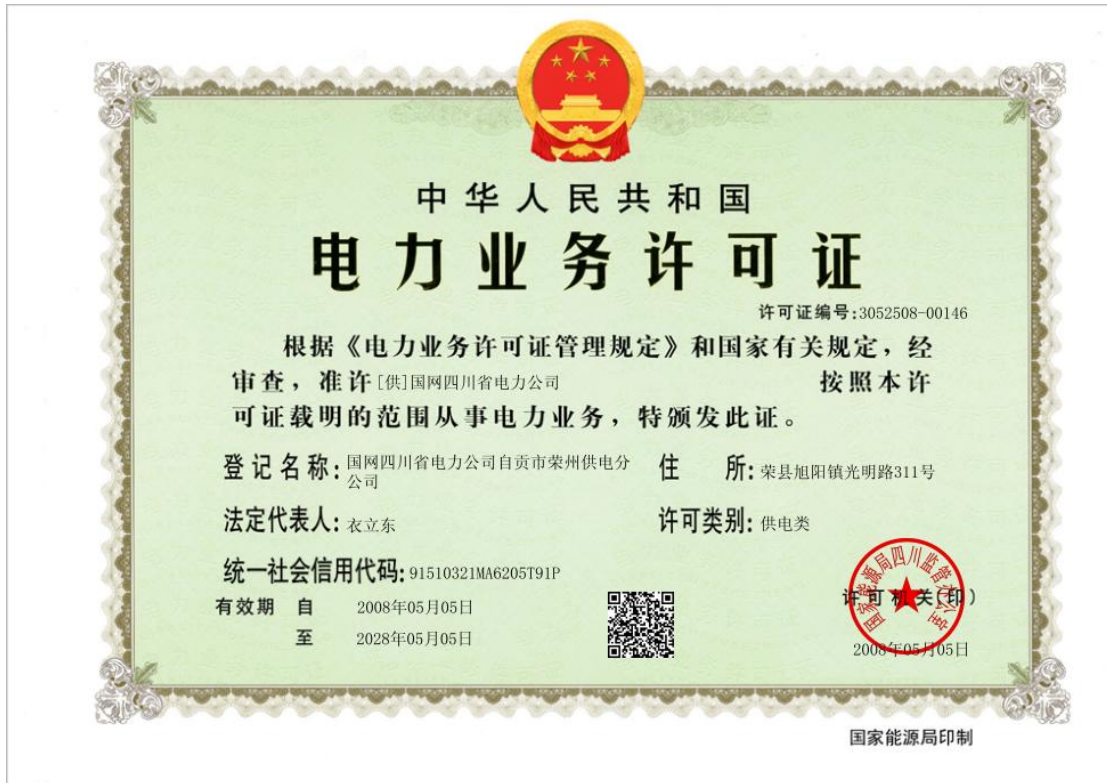 中华人民共和国
电力业务许可证
许可证编号:3052508-00146
根据《电力业务许可证管理规定》和国家有关规定，经
审查，准许[供]国网四川省电力公司 按照本许
可证载明的范围从事电力业务，特颁发此证。
登记名称:国网四川省电力公司自贡市荣州供电分
公司
住 所:荣县旭阳镇光明路311号
法定代表人:衣立东 许可类别:供电类
统一社会信用代码:91510321MA6205T91P
国家能源局四川监管办公室
有效期 自 2008年05月05日 许可机关(印)
至 2028年05月05日 2008年05月05日
国家能源局印制